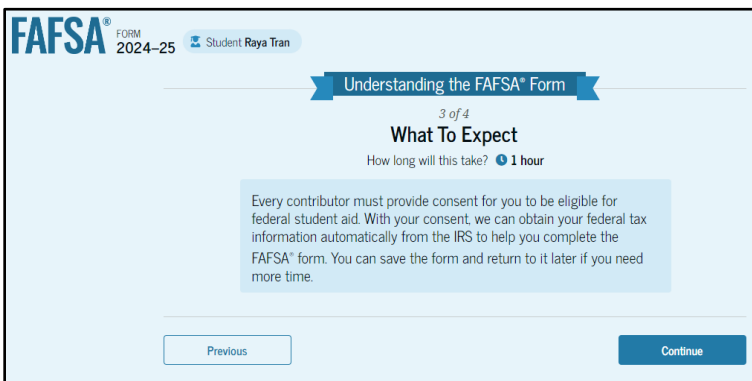 FAFSA®
FORM
2024–25
Student Raya Tran
Understanding the FAFSA® Form
3 of 4
What To Expect
How long will this take? 1 hour
Every contributor must provide consent for you to be eligible for
federal student aid. With your consent, we can obtain your federal tax
information automatically from the IRS to help you complete the
FAFSA® form. You can save the form and return to it later if you need
more time.
Previous
Continue